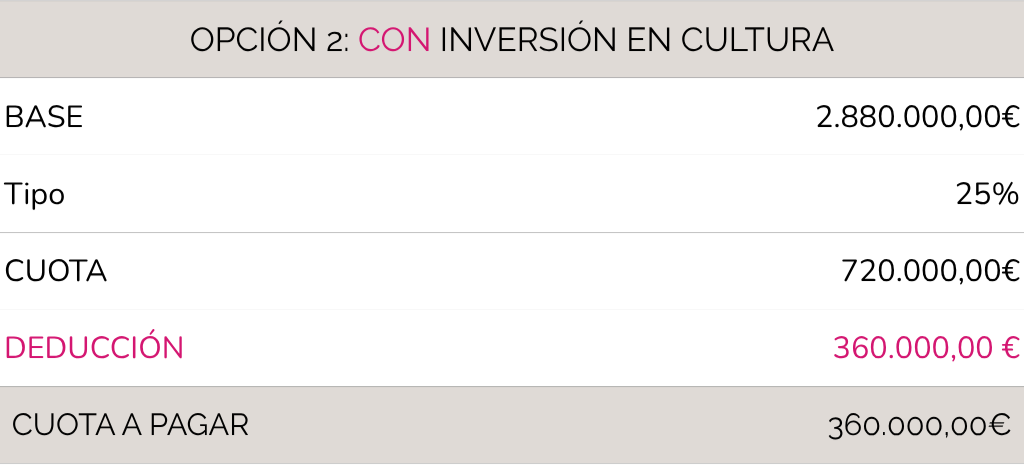 OPCIÓN 2: CON INVERSIÓN EN CULTURA
BASE 2.880.000,00€
Tipo 25%
CUOTA 720.000,00€
DEDUCCIÓN 360.000,00 €
CUOTA A PAGAR 360.000,00€